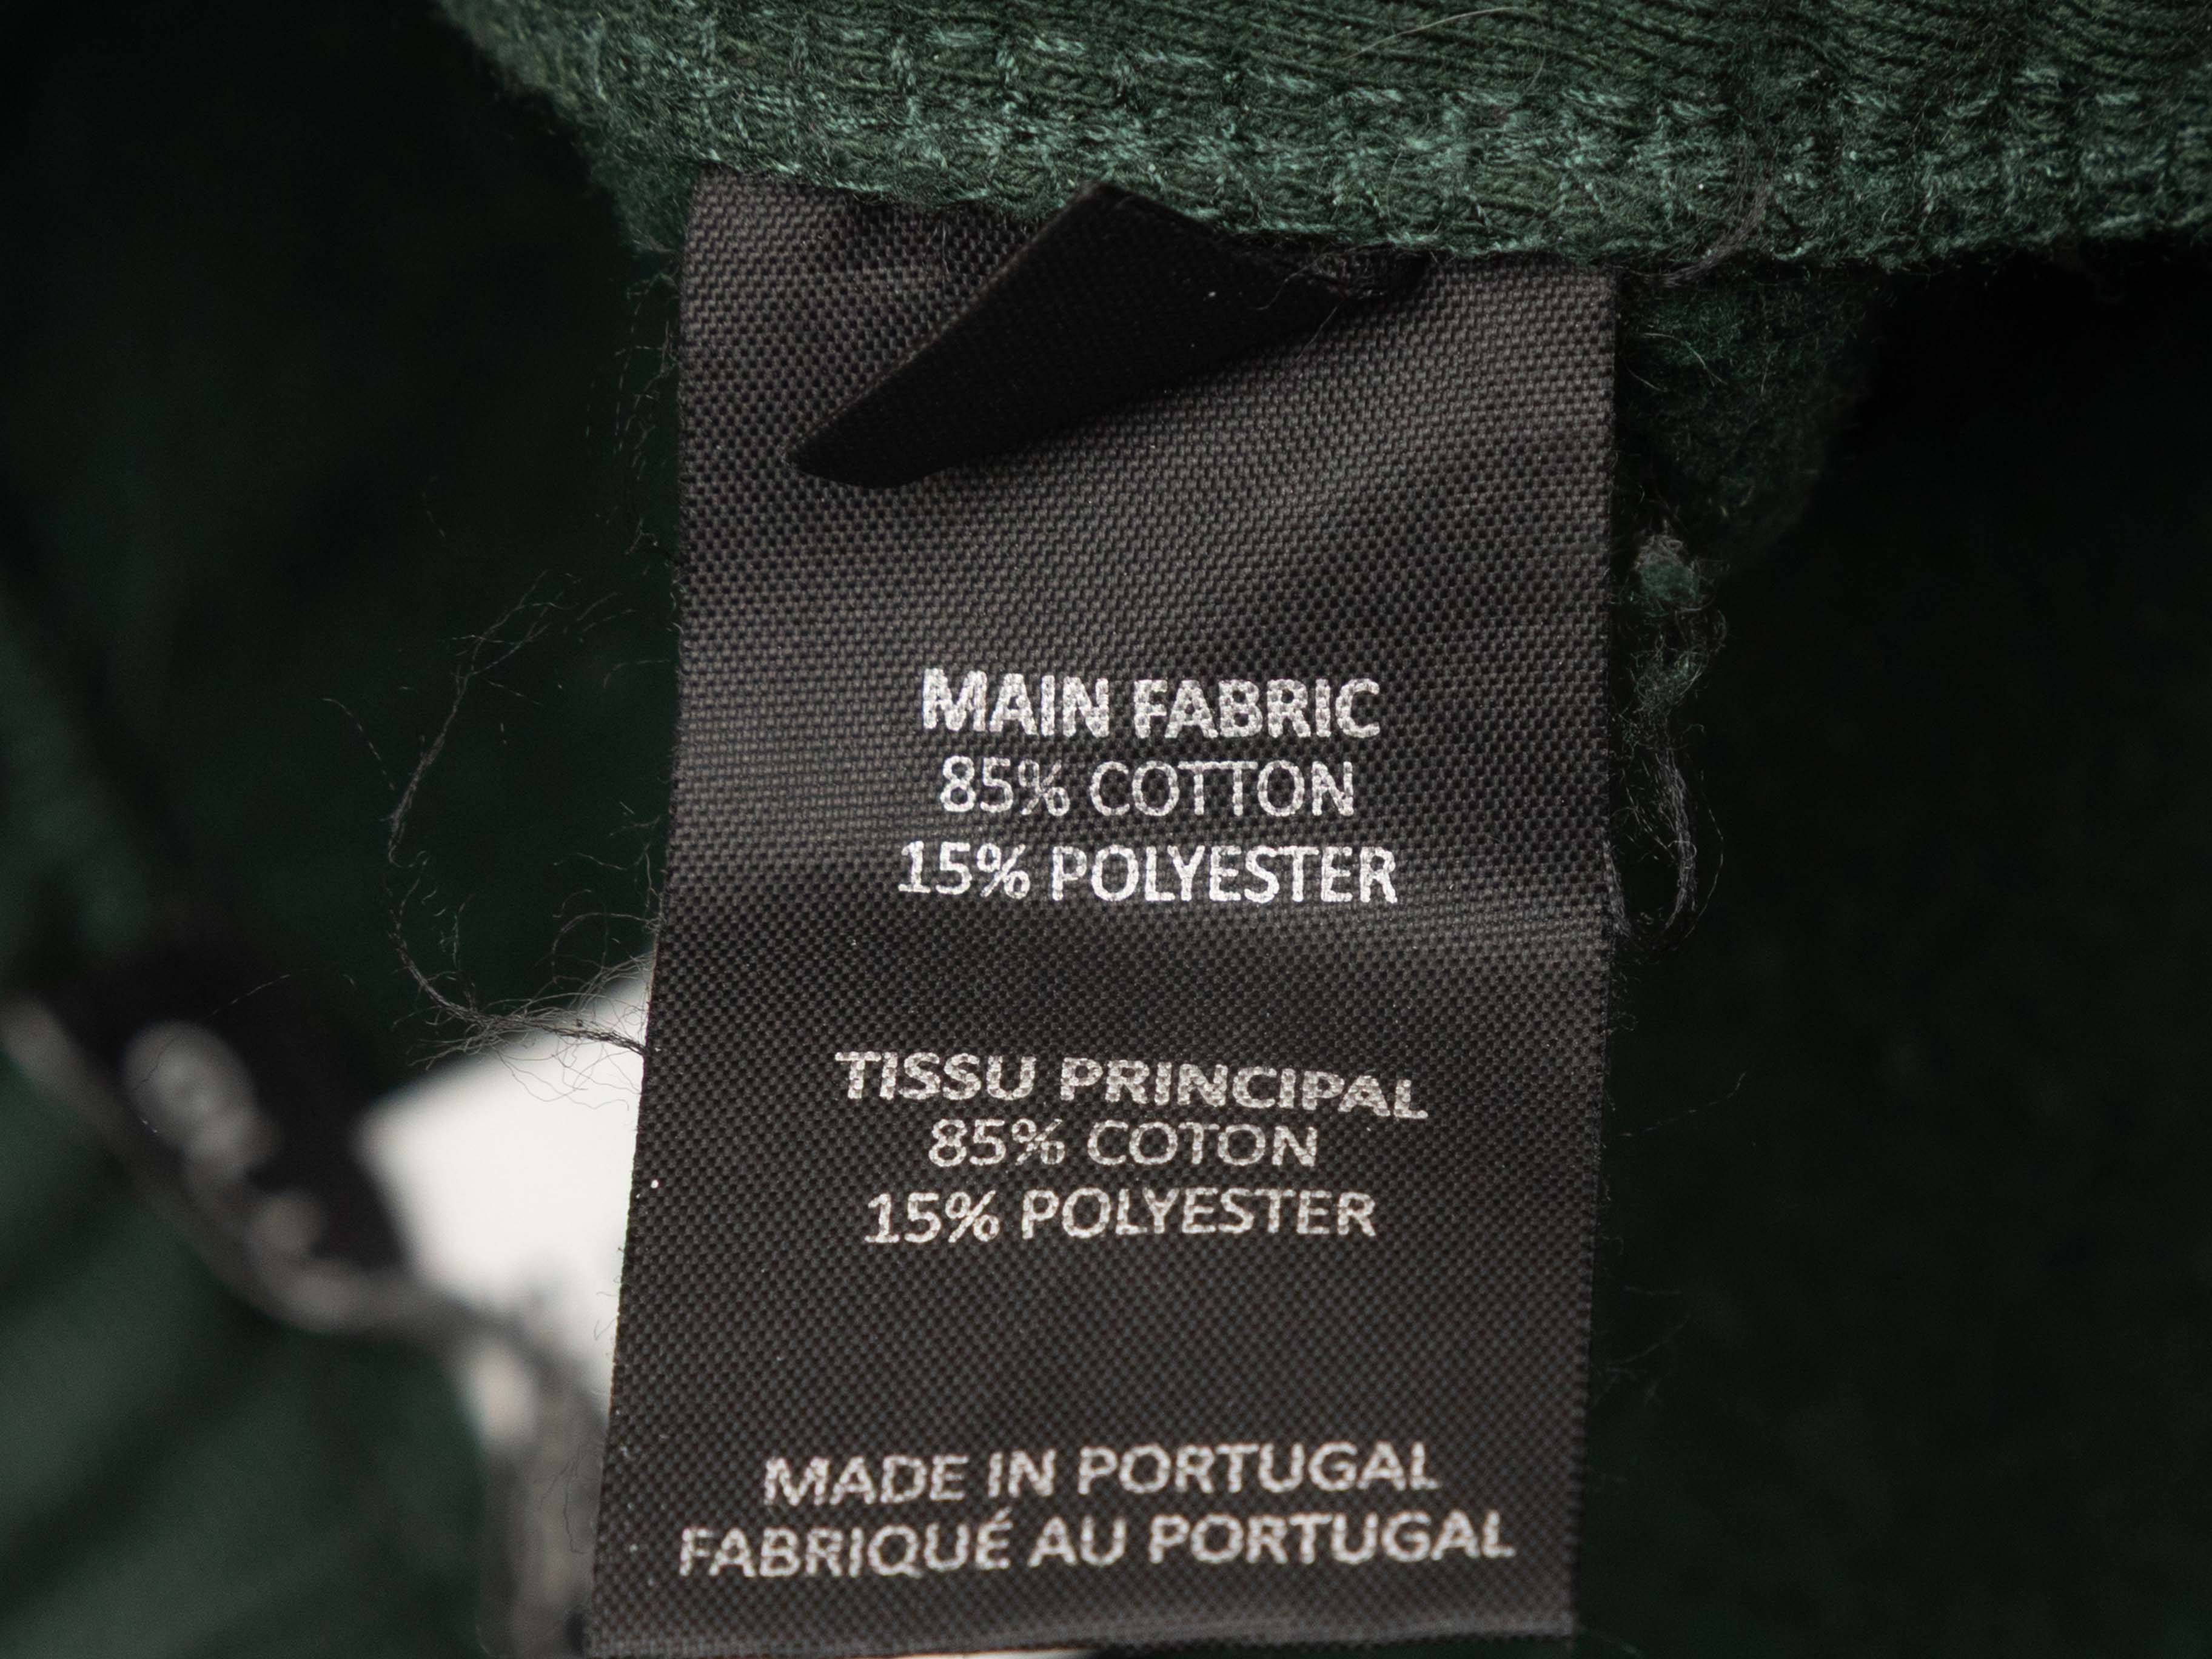 MAIN FABRIC
85% COTTON
15% POLYESTER
TISSU PRINCIPAL
85% COTON
15% POLYESTER
MADE IN PORTUGAL
FABRIQUÉ AU PORTUGAL